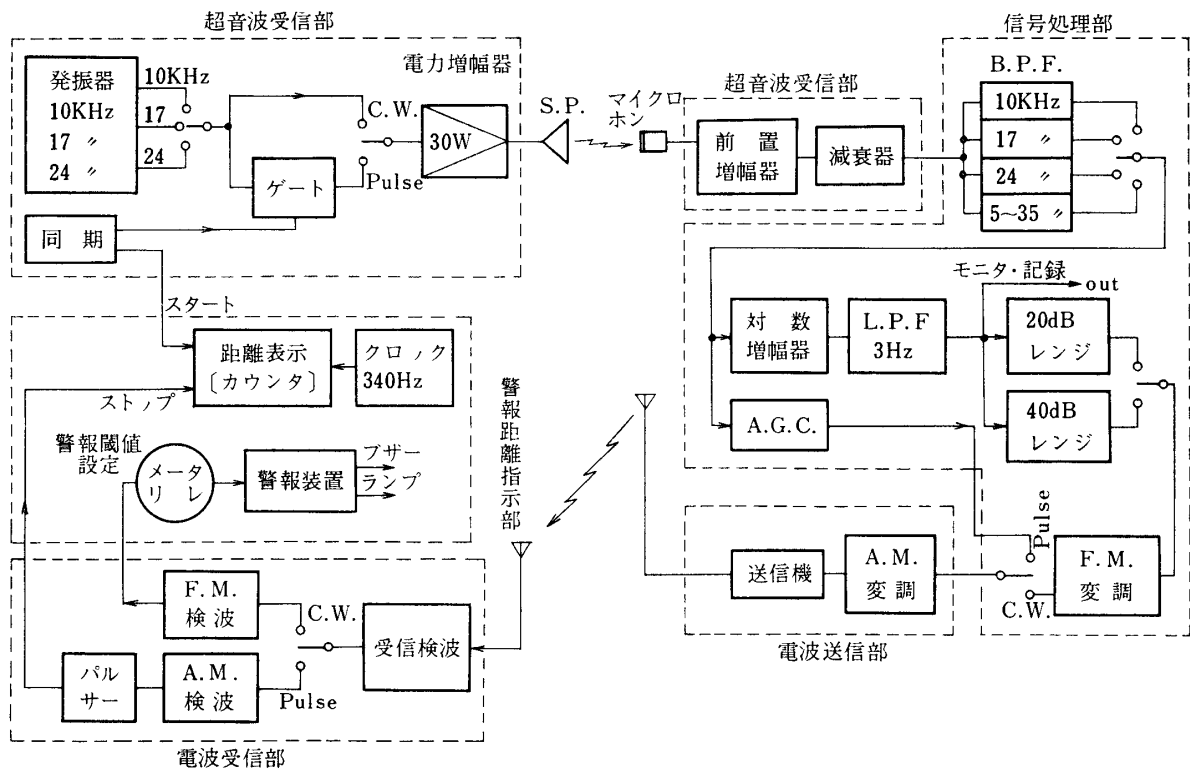 超音波受信部
発振器
10KHz
17 〃
24 〃
10KHz
17
24
ゲート
同期
C.W.
Pulse
電力増幅器
30W
S.P.
マイクロ
ホン
超音波受信部
前置
増幅器
減衰器
信号処理部
B.P.F.
10KHz
17 〃
24 〃
5~35 〃
モニタ・記録
out
対数
増幅器
L.P.F
3Hz
20dB
レンジ
40dB
レンジ
A.G.C.
Pulse
C.W.
F.M.
変調
A.M.
変調
送信機
電波送信部
スタート
距離表示
〔カウンタ〕
クロック
340Hz
ストップ
警報閾値
設定
メータ
リレ
警報装置
ブザー
ランプ
警報距離指示部
F.M.
検波
C.W.
受信検波
パル
サー
A.M.
検波
Pulse
電波受信部